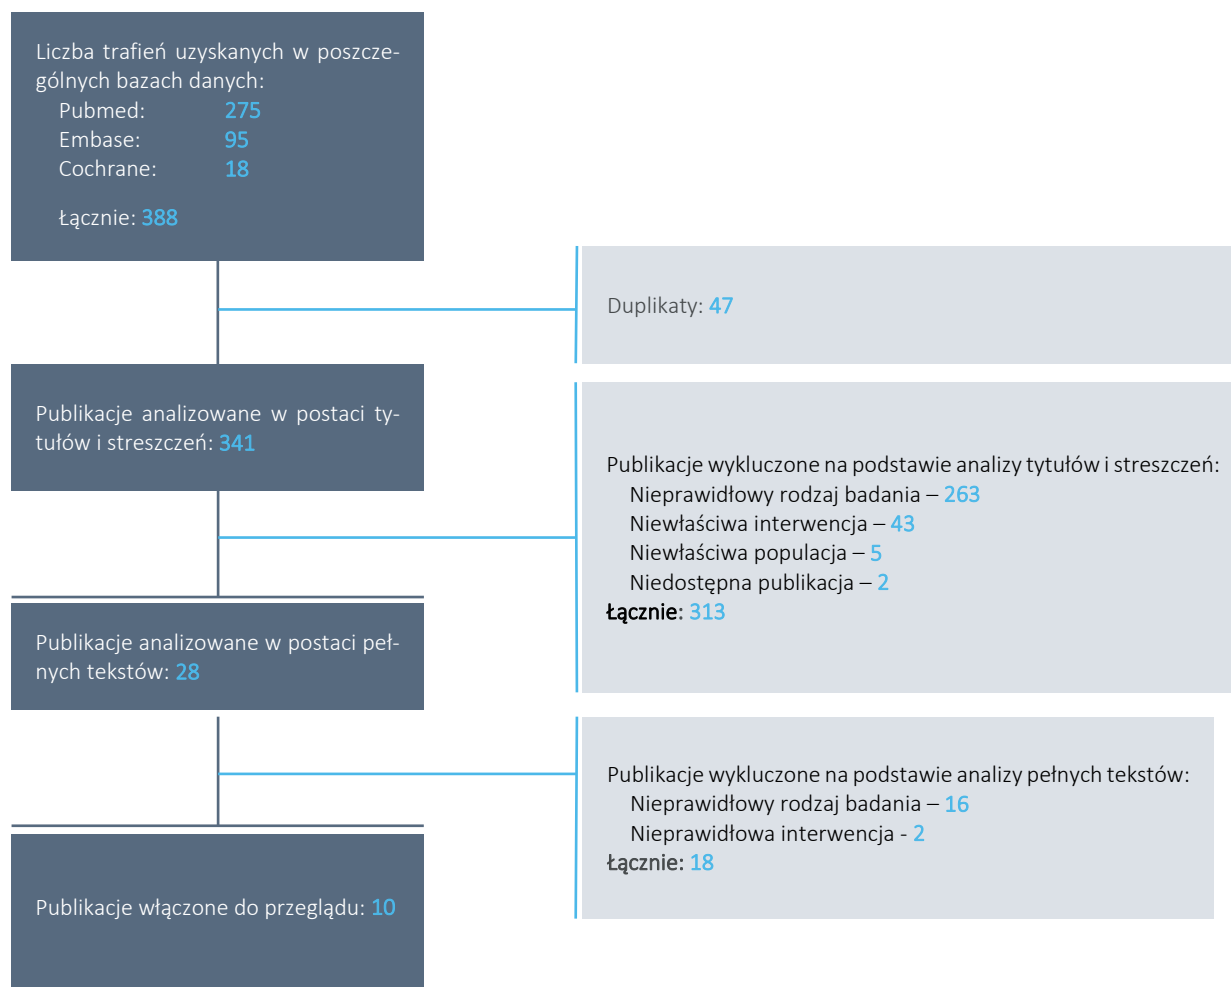 Liczba trafień uzyskanych w poszcze-
gólnych bazach danych:
Pubmed: 275
Embase: 95
Cochrane: 18
Łącznie: 388
Duplikaty: 47
Publikacje analizowane w postaci ty-
tułów i streszczeń: 341
Publikacje wykluczone na podstawie analizy tytułów i streszczeń:
Nieprawidłowy rodzaj badania – 263
Niewłaściwa interwencja – 43
Niewłaściwa populacja – 5
Niedostępna publikacja – 2
Łącznie: 313
Publikacje analizowane w postaci peł-
nych tekstów: 28
Publikacje wykluczone na podstawie analizy pełnych tekstów:
Nieprawidłowy rodzaj badania – 16
Nieprawidłowa interwencja - 2
Łącznie: 18
Publikacje włączone do przeglądu: 10